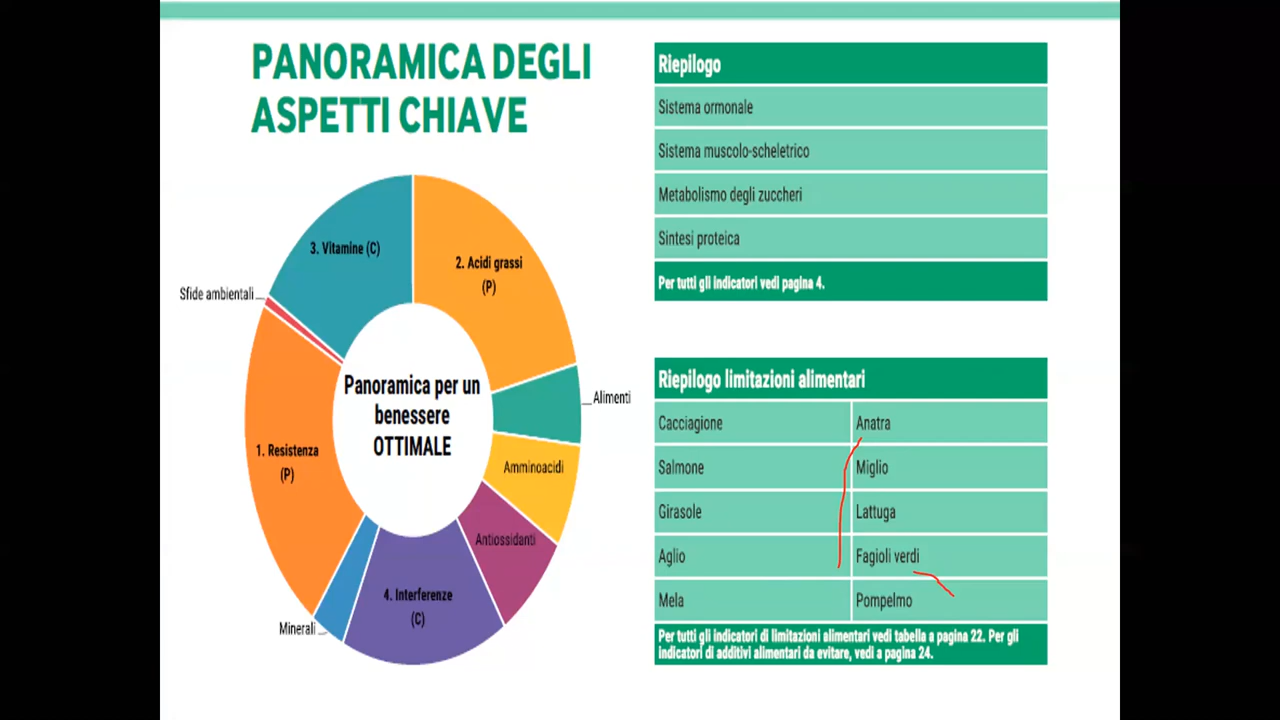 PANORAMICA DEGLI
ASPETTI CHIAVE
3. Vitamine (C)
2. Acidi grassi
(P)
Sfide ambientali
Alimenti
Panoramica per un
benessere
OTTIMALE
1. Resistenza
(P)
Amminoacidi
Antiossidanti
4. Interferenze
(C)
Minerali
Riepilogo
Sistema ormonale
Sistema muscolo-scheletrico
Metabolismo degli zuccheri
Sintesi proteica
Per tutti gli indicatori vedi pagina 4.
Riepilogo limitazioni alimentari
Cacciagione Anatra
Salmone Miglio
Girasole Lattuga
Aglio Fagioli verdi
Mela Pompelmo
Per tutti gli indicatori di limitazioni alimentari vedi tabella a pagina 22. Per gli
indicatori di additivi alimentari da evitare, vedi a pagina 24.